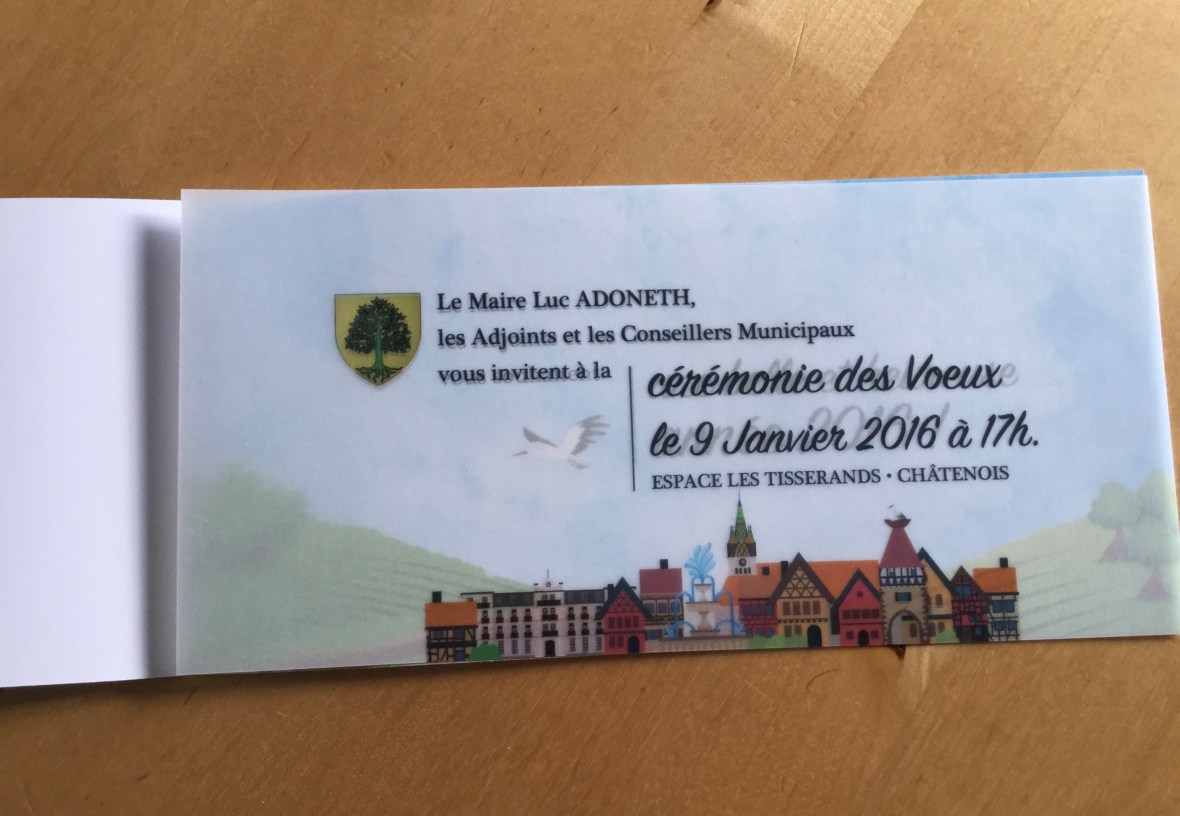 Le Maire Luc ADONETH,
les Adjoints et les Conseillers Municipaux
vous invitent à la
cérémonie des Voeux
le 9 Janvier 2016 à 17h.
ESPACE LES TISSERANDS • CHÂTENOIS